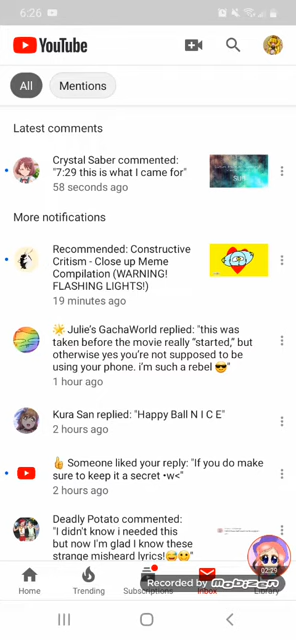 6:26
YouTube
All
Mentions
Latest comments
Crystal Saber commented:
"7:29 this is what I came for"
58 seconds ago
More notifications
Recommended: Constructive
Critism - Close up Meme
Compilation (WARNING!
FLASHING LIGHTS!)
19 minutes ago
🌟 Julie's GachaWorld replied: "this was
taken before the movie really “started,” but
otherwise yes you're not supposed to be
using your phone. i'm such a rebel 😎"
1 hour ago
Kura San replied: "Happy Ball N I C E"
2 hours ago
👍 Someone liked your reply: "If you do make
sure to keep it a secret •w<"
2 hours ago
Deadly Potato commented:
"I didn't know i needed this
but now I'm glad I know these
strange misheard lyrics!😅😬"
02:29
Home
Trending
Subscriptions
Inbox
Library
Recorded by mobizen